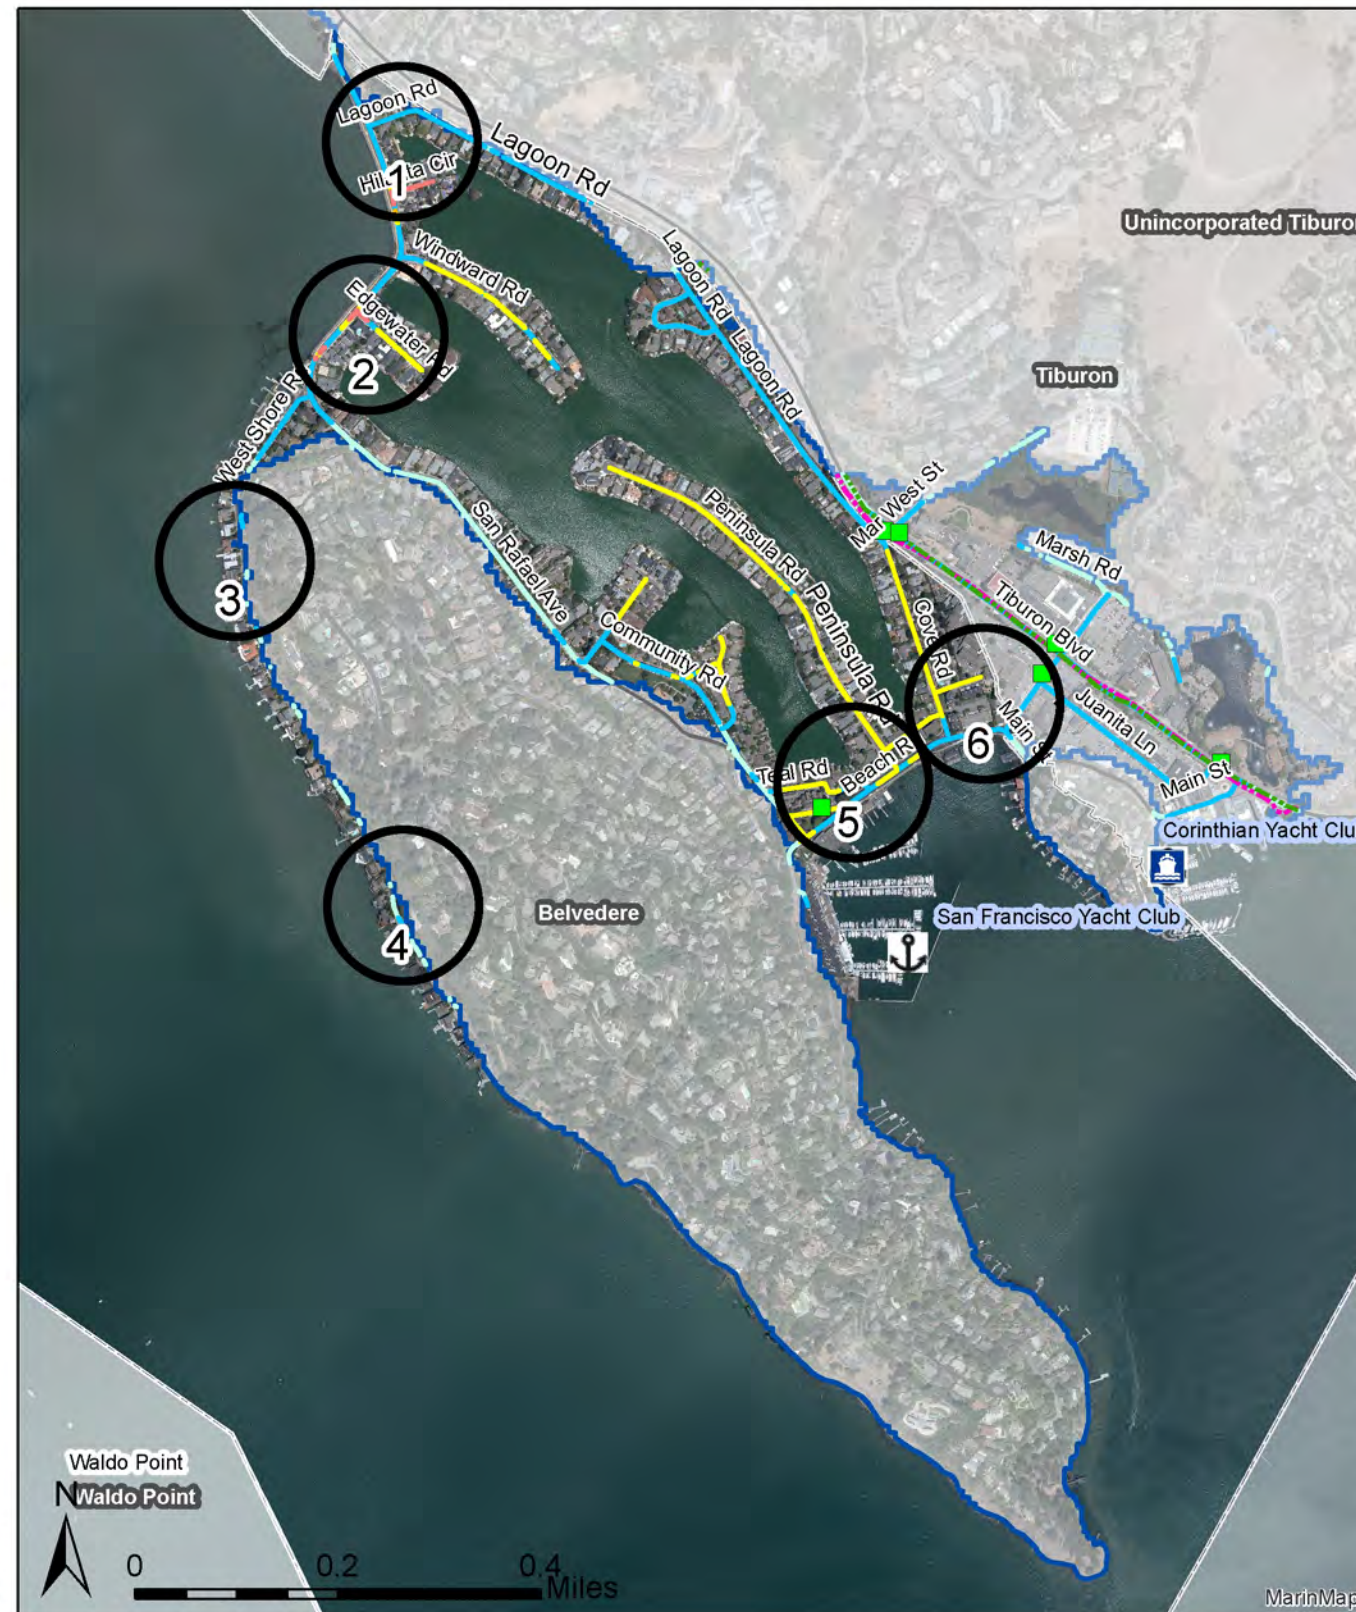 Lagoon Rd
Lagoon Rd
1
Unincorporated Tiburo
Windward Rd
Lagoon Rd
Edgewater Rd
2
Lagoon Rd
Tiburon
West Shore R
Mar West St
Peninsula Rd
San Rafael Ave
Marsh Rd
3
Tiburon Blvd
Peninsula Rd
Cove Rd
Community Rd
Juanita Ln
Main St
6
Teal Rd
Beach R
Main St
5
Corinthian Yacht Clu
Belvedere
San Francisco Yacht Club
4
Waldo Point
Waldo Point
N
0 0.2 0.4
Miles
MarinMap